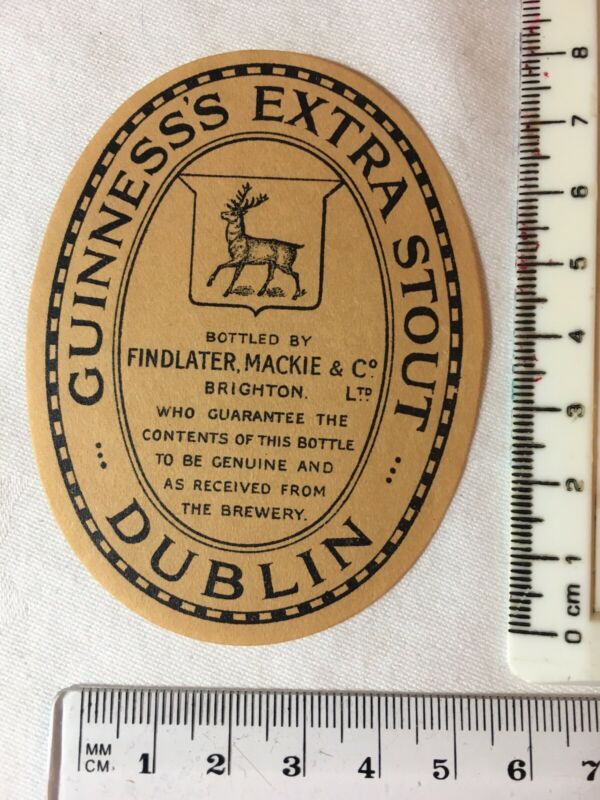 GUINNESS'S EXTRA STOUT
BOTTLED BY
FINDLATER, MACKIE & Cº
BRIGHTON. LTD
WHO GUARANTEE THE
CONTENTS OF THIS BOTTLE
TO BE GENUINE AND
AS RECEIVED FROM
THE BREWERY.
... DUBLIN ...
8
7
6
5
4
3
2
1
0 cm
MM
CM 1 2 3 4 5 6 7